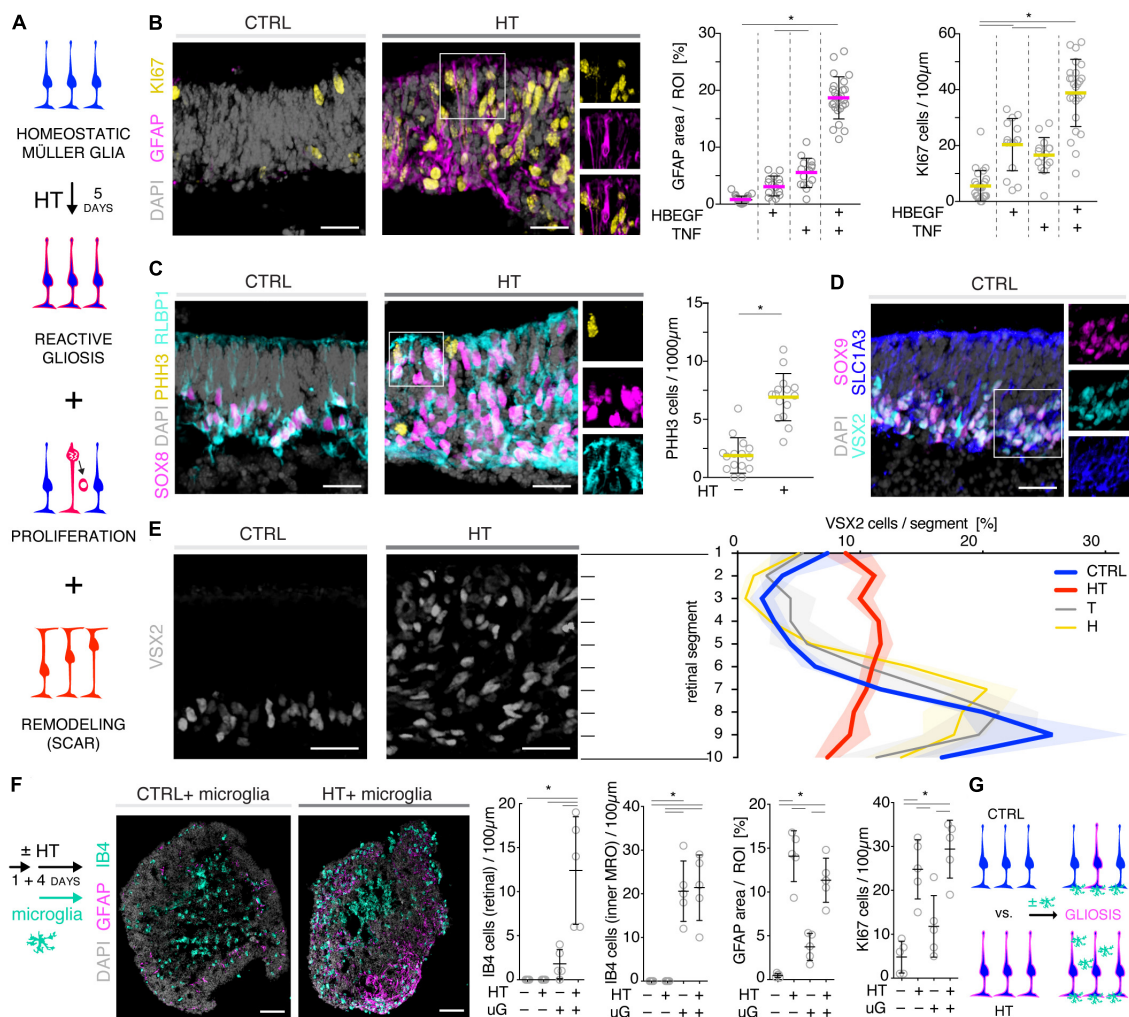 A
HOMEOSTATIC
MÜLLER GLIA
HT
5
DAYS
REACTIVE
GLIOSIS
+
PROLIFERATION
+
REMODELING
(SCAR)
B
CTRL
HT
DAPI GFAP KI67
GFAP area / ROI [%]
30
20
10
0
*
HBEGF + +
TNF + +
KI67 cells / 100µm
60
40
20
0
*
HBEGF + +
TNF + +
C
CTRL
HT
SOX8 DAPI PHH3 RLBP1
PHH3 cells / 1000µm
15
10
5
0
*
HT – +
D
CTRL
DAPI SOX9
VSX2 SLC1A3
E
CTRL
HT
VSX2
VSX2 cells / segment [%]
0 10 20 30
retinal segment
1
2
3
4
5
6
7
8
9
10
CTRL
HT
T
H
F
± HT
1 + 4 DAYS
microglia
CTRL+ microglia
HT+ microglia
DAPI GFAP IB4
IB4 cells (retinal) / 100µm
20
15
10
5
0
*
HT – + – +
uG – – + +
IB4 cells (inner MRO) / 100µm
40
30
20
10
0
*
– + – +
– – + +
GFAP area / ROI [%]
20
15
10
5
0
*
HT – + – +
uG – – + +
KI67 cells / 100µm
40
30
20
10
0
*
HT – + – +
uG – – + +
G
CTRL
vs.
±
GLIOSIS
HT